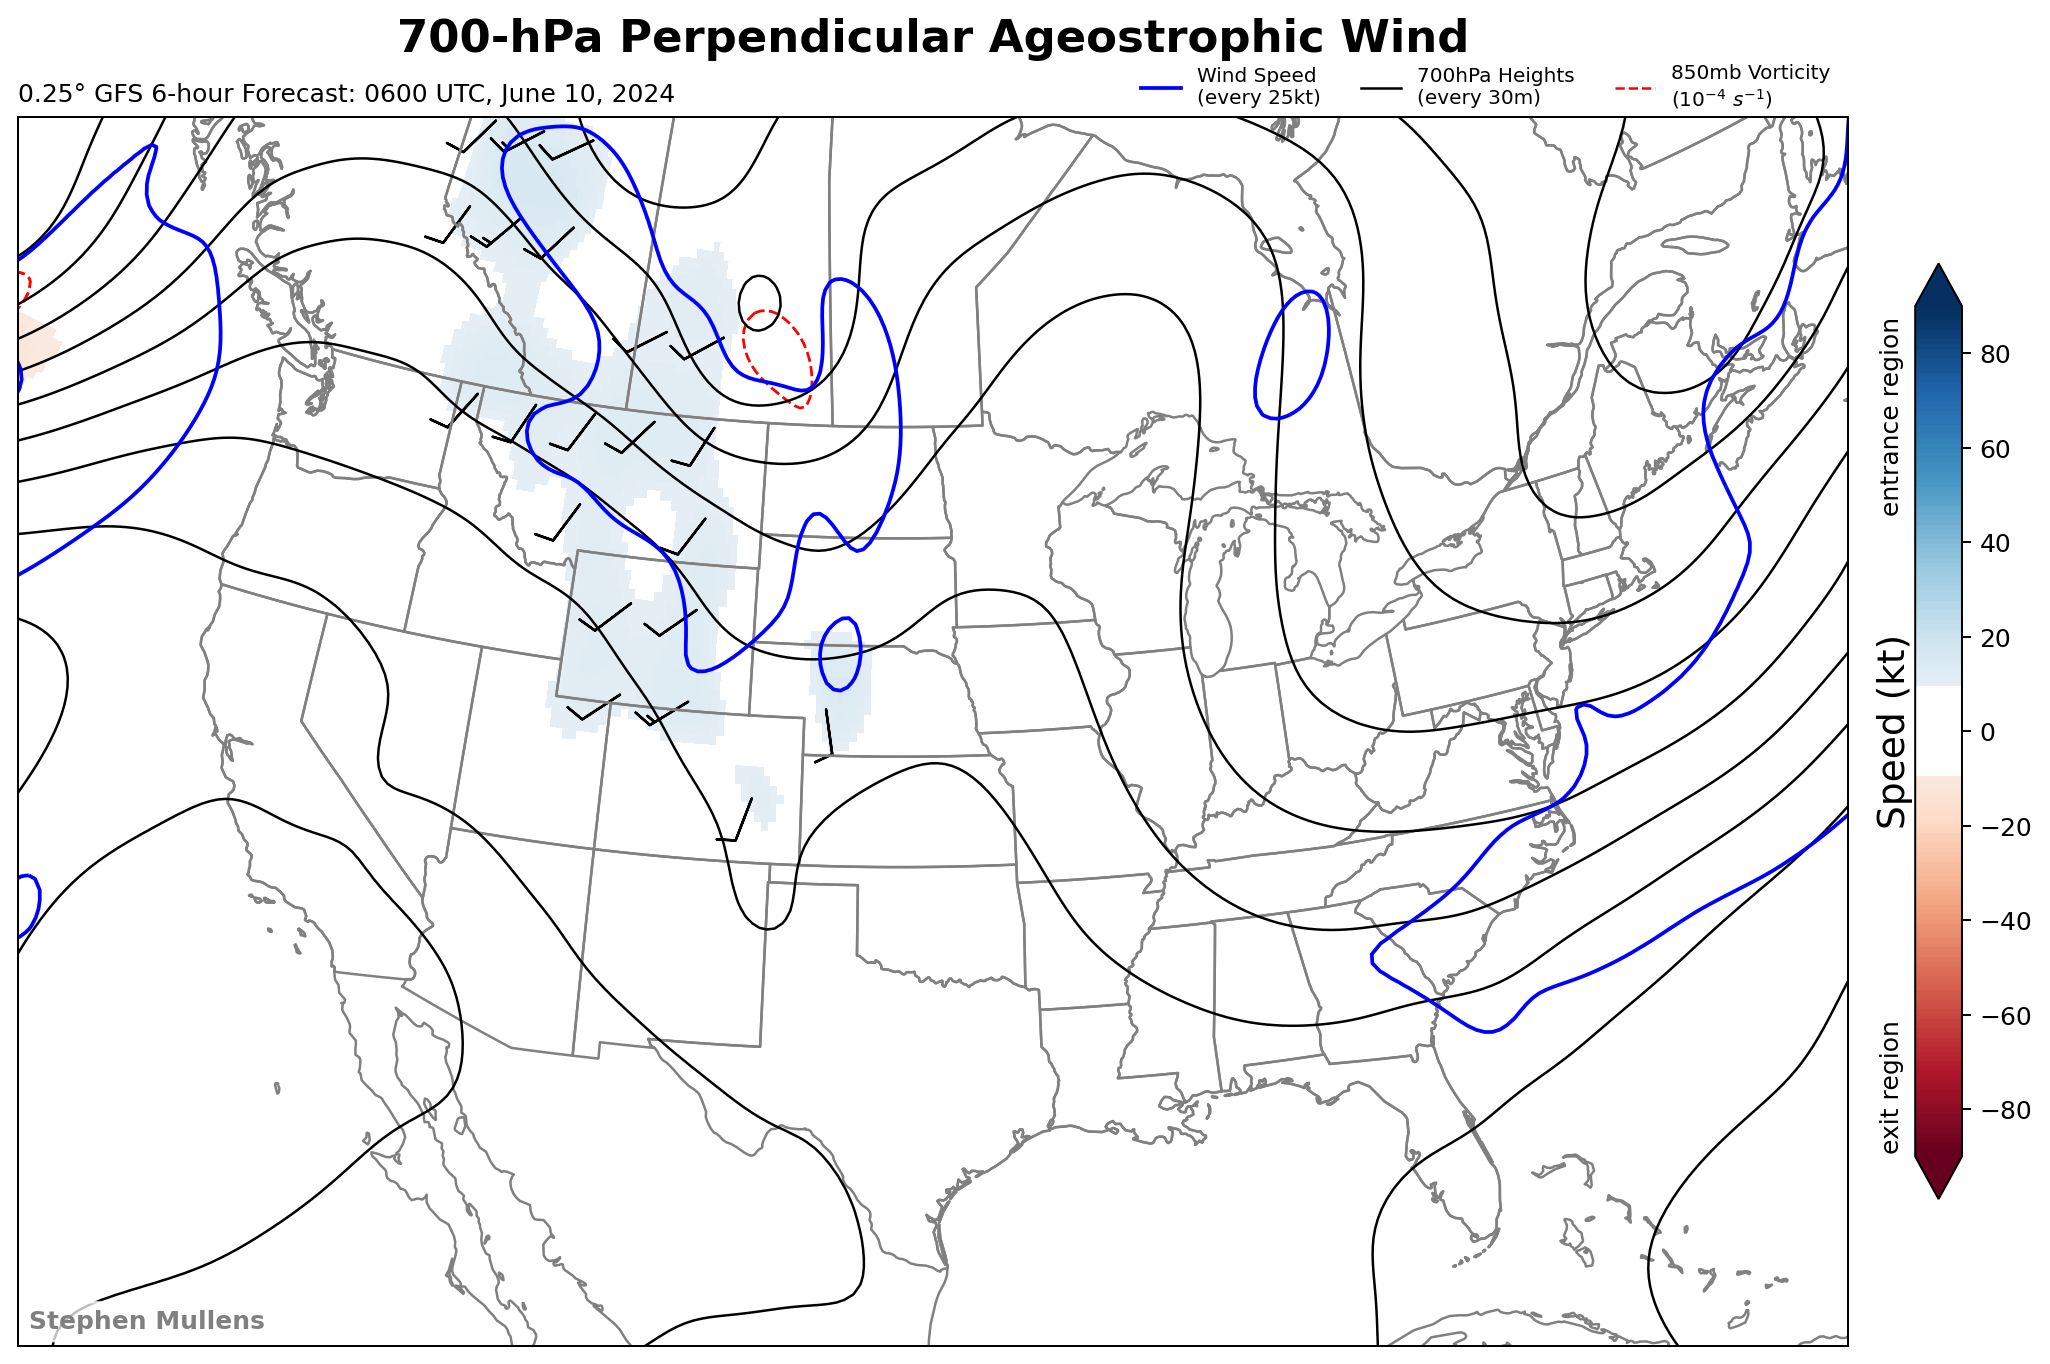 700-hPa Perpendicular Ageostrophic Wind
0.25° GFS 6-hour Forecast: 0600 UTC, June 10, 2024
Wind Speed
(every 25kt)
700hPa Heights
(every 30m)
850mb Vorticity
(10⁻⁴ s⁻¹)
entrance region
exit region
Speed (kt)
80
60
40
20
0
−20
−40
−60
−80
Stephen Mullens